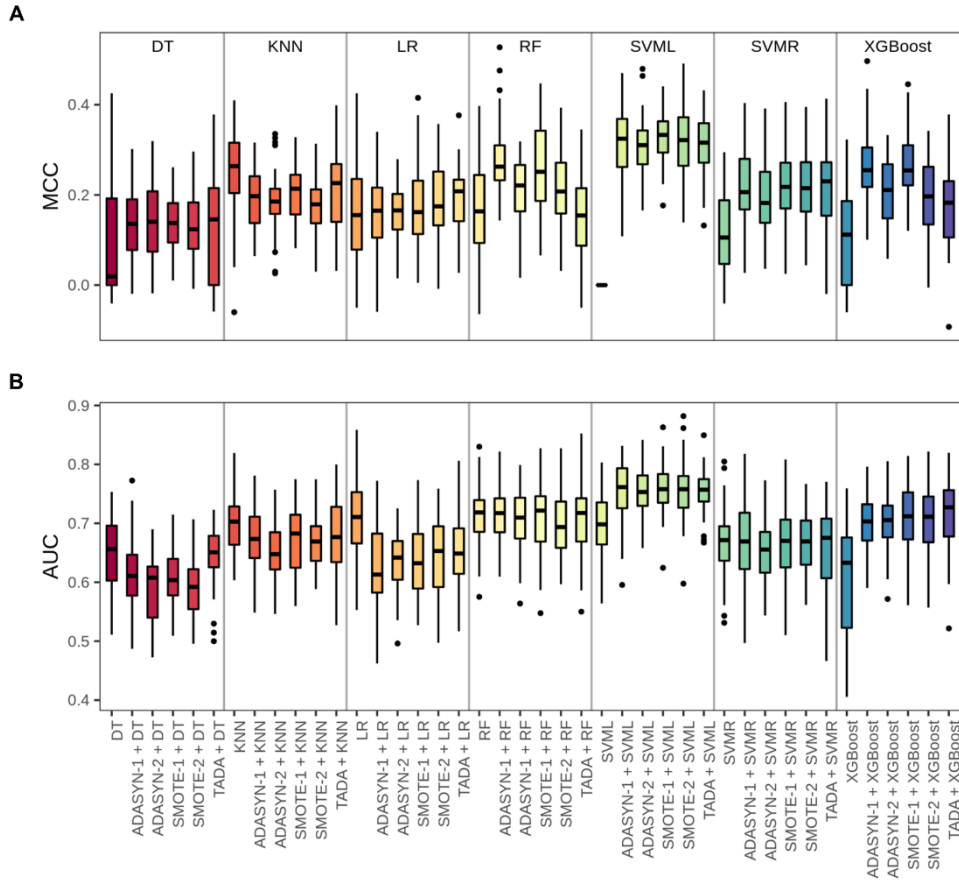 A
DT KNN LR RF SVML SVMR XGBoost
MCC
0.4
0.2
0.0
B
AUC
0.9
0.8
0.7
0.6
0.5
0.4
DT
ADASYN-1 + DT
ADASYN-2 + DT
SMOTE-1 + DT
SMOTE-2 + DT
TADA + DT
KNN
ADASYN-1 + KNN
ADASYN-2 + KNN
SMOTE-1 + KNN
SMOTE-2 + KNN
TADA + KNN
LR
ADASYN-1 + LR
ADASYN-2 + LR
SMOTE-1 + LR
SMOTE-2 + LR
TADA + LR
RF
ADASYN-1 + RF
ADASYN-2 + RF
SMOTE-1 + RF
SMOTE-2 + RF
TADA + RF
SVML
ADASYN-1 + SVML
ADASYN-2 + SVML
SMOTE-1 + SVML
SMOTE-2 + SVML
TADA + SVML
SVMR
ADASYN-1 + SVMR
ADASYN-2 + SVMR
SMOTE-1 + SVMR
SMOTE-2 + SVMR
TADA + SVMR
XGBoost
ADASYN-1 + XGBoost
ADASYN-2 + XGBoost
SMOTE-1 + XGBoost
SMOTE-2 + XGBoost
TADA + XGBoost